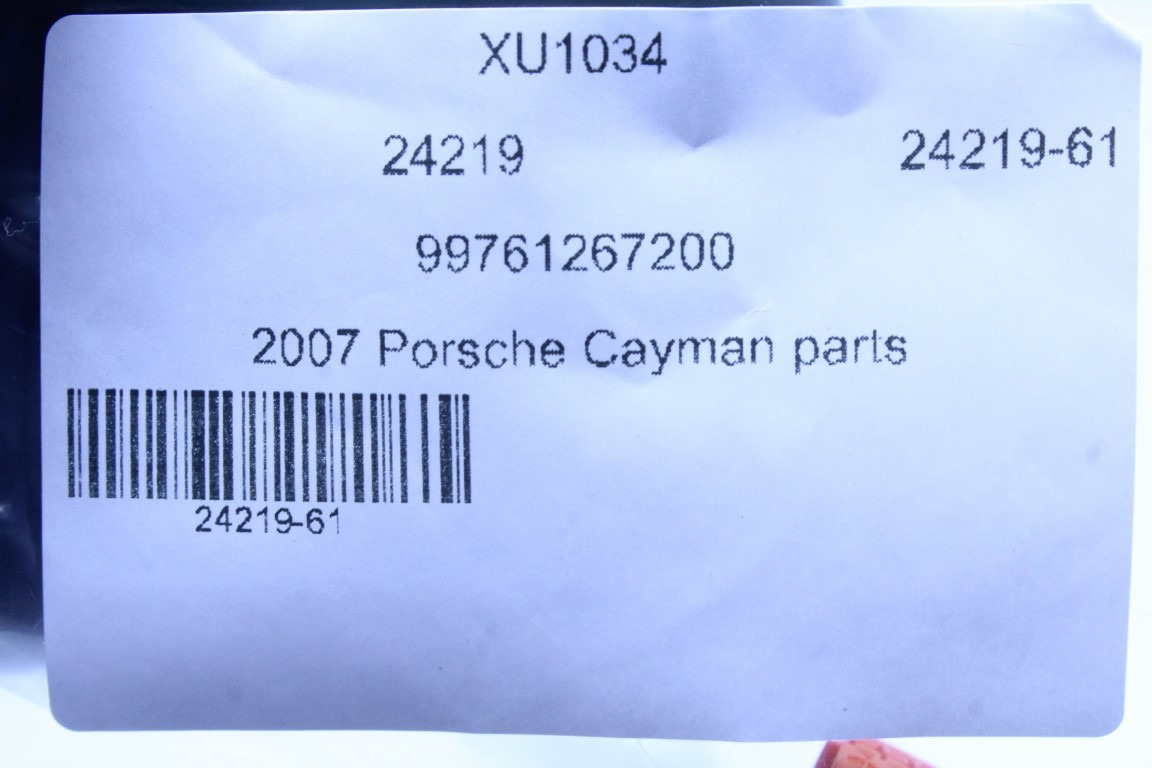 XU1034
24219 24219-61
99761267200
2007 Porsche Cayman parts
24219-61